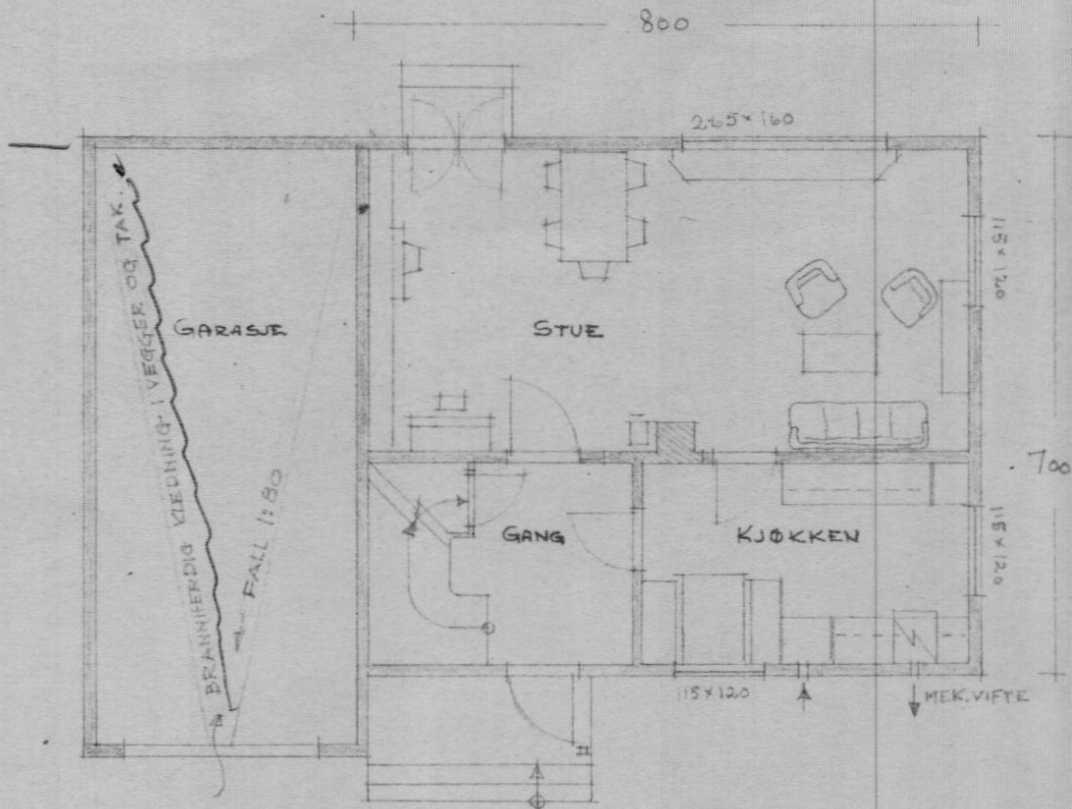 800
265×160
115×120
GARASJE
BRANNHERDIG KLEDNING I VEGGER OG TAK.
FALL 1:80
STUE
700
GANG
KJØKKEN
115×120
115×120
MEK. VIFTE